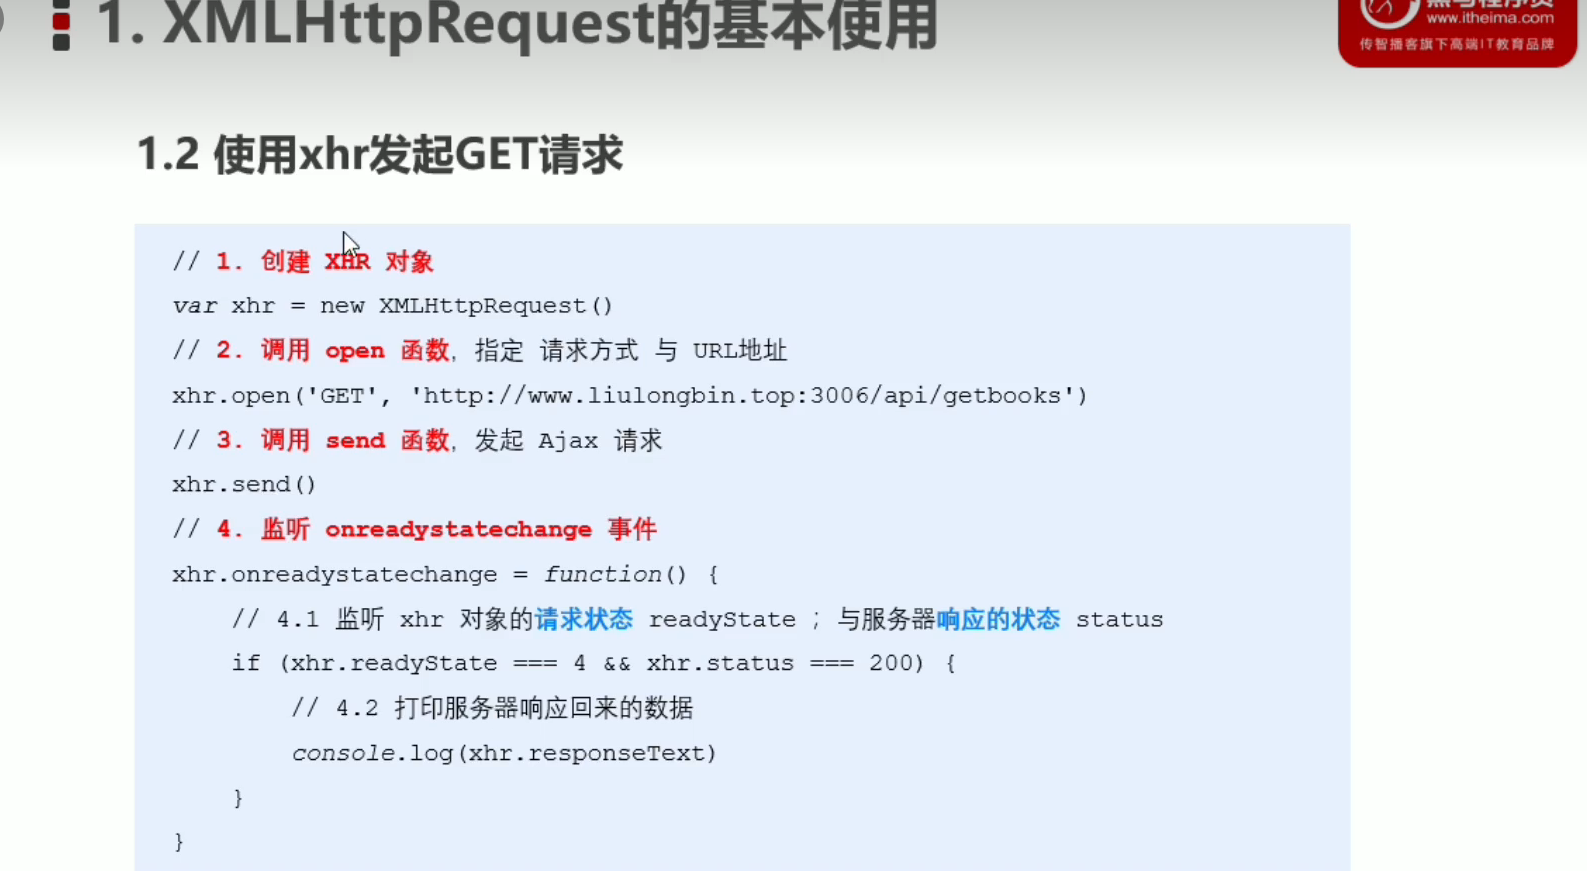 1. XMLHttpRequest的基本使用
黑马程序员
www.itheima.com
传智播客旗下高端IT教育品牌
1.2 使用xhr发起GET请求
// 1. 创建 XHR 对象
var xhr = new XMLHttpRequest()
// 2. 调用 open 函数, 指定 请求方式 与 URL地址
xhr.open('GET', 'http://www.liulongbin.top:3006/api/getbooks')
// 3. 调用 send 函数, 发起 Ajax 请求
xhr.send()
// 4. 监听 onreadystatechange 事件
xhr.onreadystatechange = function() {
// 4.1 监听 xhr 对象的请求状态 readyState ; 与服务器响应的状态 status
if (xhr.readyState === 4 && xhr.status === 200) {
// 4.2 打印服务器响应回来的数据
console.log(xhr.responseText)
}
}